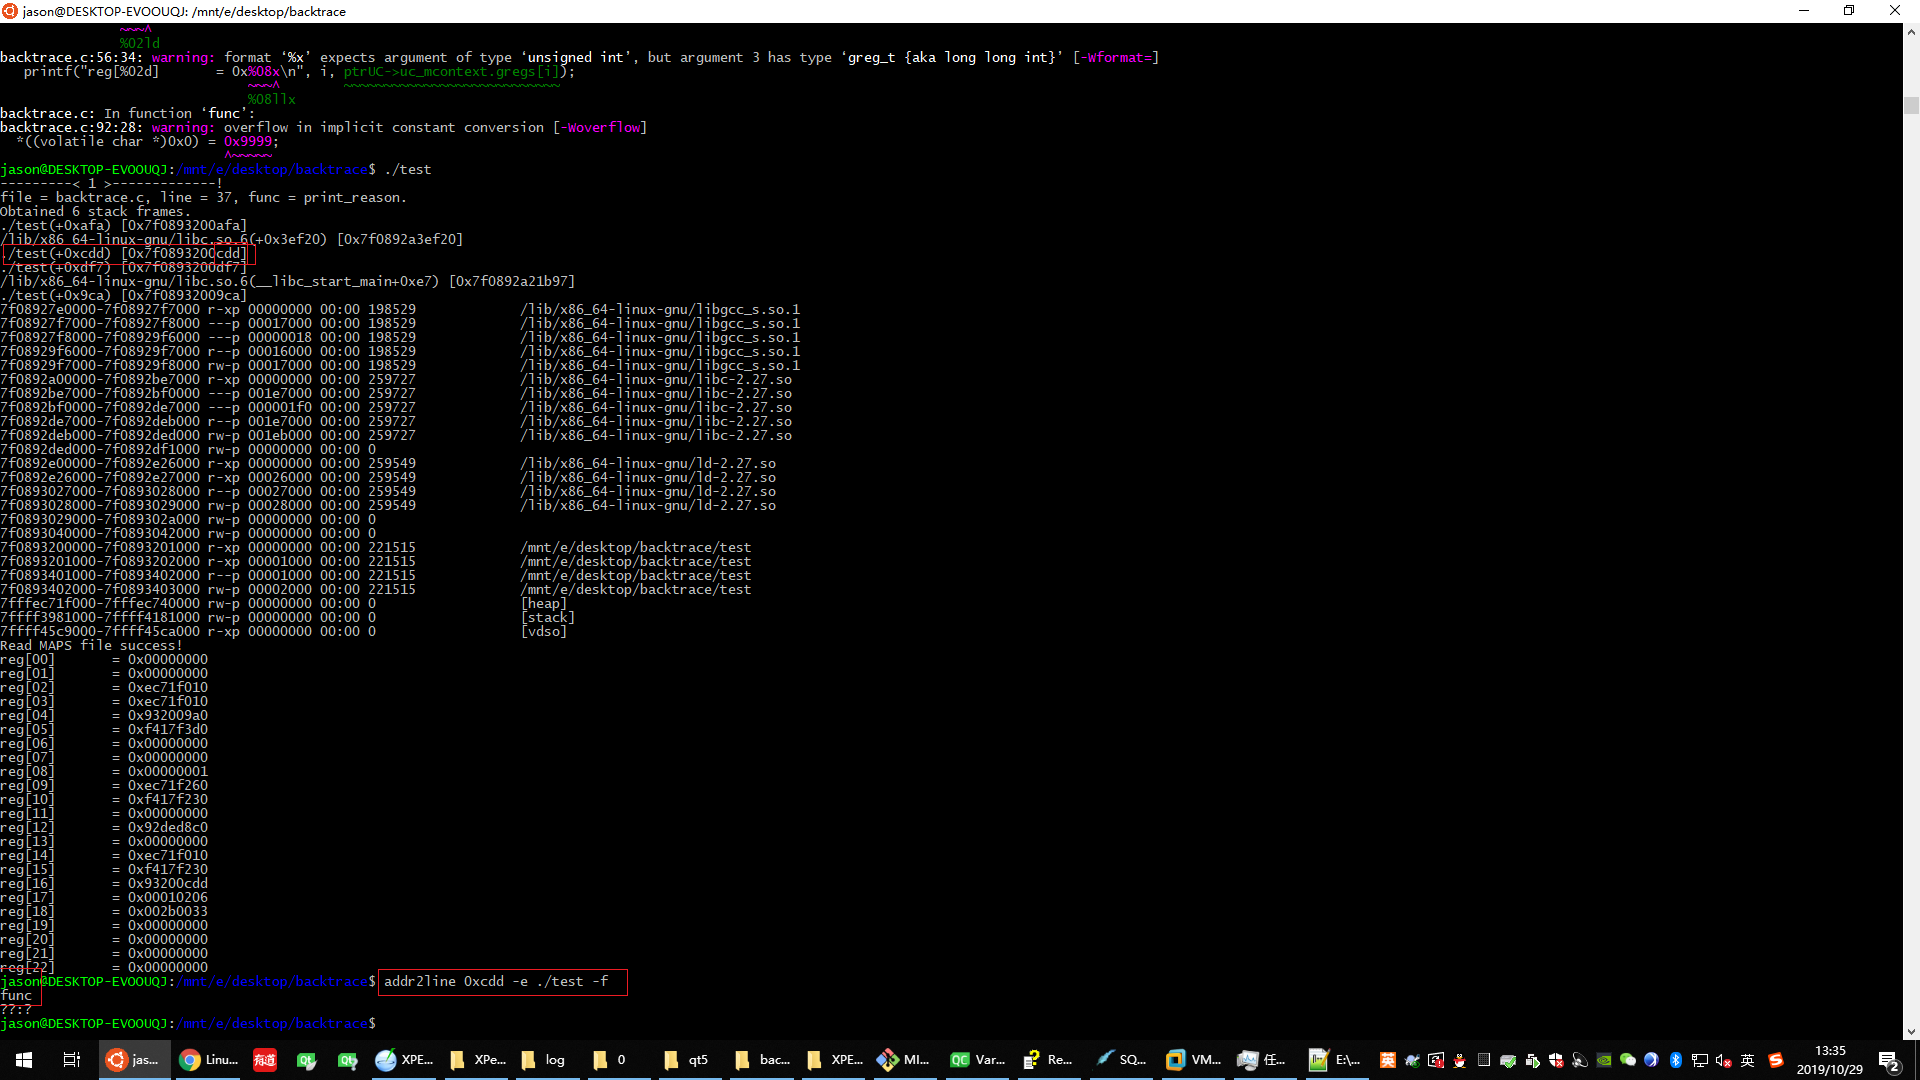 jason@DESKTOP-EVOOUQJ: /mnt/e/desktop/backtrace
~~~^
%02ld
backtrace.c:56:34: warning: format ‘%x’ expects argument of type ‘unsigned int’, but argument 3 has type ‘greg_t {aka long long int}’ [-Wformat=]
printf("reg[%02d]       = 0x%08x\n", i, ptrUC->uc_mcontext.gregs[i]);
~~~^        ~~~~~~~~~~~~~~~~~~~~~~~~~~~
%08llx
backtrace.c: In function ‘func’:
backtrace.c:92:28: warning: overflow in implicit constant conversion [-Woverflow]
*((volatile char *)0x0) = 0x9999;
^~~~~~
jason@DESKTOP-EVOOUQJ:/mnt/e/desktop/backtrace$ ./test
---------< 1 >-------------!
file = backtrace.c, line = 37, func = print_reason.
Obtained 6 stack frames.
./test(+0xafa) [0x7f0893200afa]
/lib/x86_64-linux-gnu/libc.so.6(+0x3ef20) [0x7f0892a3ef20]
./test(+0xcdd) [0x7f0893200cdd]
./test(+0xdf7) [0x7f0893200df7]
/lib/x86_64-linux-gnu/libc.so.6(__libc_start_main+0xe7) [0x7f0892a21b97]
./test(+0x9ca) [0x7f08932009ca]
7f08927e0000-7f08927f7000 r-xp 00000000 00:00 198529             /lib/x86_64-linux-gnu/libgcc_s.so.1
7f08927f7000-7f08927f8000 ---p 00017000 00:00 198529             /lib/x86_64-linux-gnu/libgcc_s.so.1
7f08927f8000-7f08929f6000 ---p 00000018 00:00 198529             /lib/x86_64-linux-gnu/libgcc_s.so.1
7f08929f6000-7f08929f7000 r--p 00016000 00:00 198529             /lib/x86_64-linux-gnu/libgcc_s.so.1
7f08929f7000-7f08929f8000 rw-p 00017000 00:00 198529             /lib/x86_64-linux-gnu/libgcc_s.so.1
7f0892a00000-7f0892be7000 r-xp 00000000 00:00 259727             /lib/x86_64-linux-gnu/libc-2.27.so
7f0892be7000-7f0892bf0000 ---p 001e7000 00:00 259727             /lib/x86_64-linux-gnu/libc-2.27.so
7f0892bf0000-7f0892de7000 ---p 000001f0 00:00 259727             /lib/x86_64-linux-gnu/libc-2.27.so
7f0892de7000-7f0892deb000 r--p 001e7000 00:00 259727             /lib/x86_64-linux-gnu/libc-2.27.so
7f0892deb000-7f0892ded000 rw-p 001eb000 00:00 259727             /lib/x86_64-linux-gnu/libc-2.27.so
7f0892ded000-7f0892df1000 rw-p 00000000 00:00 0
7f0892e00000-7f0892e26000 r-xp 00000000 00:00 259549             /lib/x86_64-linux-gnu/ld-2.27.so
7f0892e26000-7f0892e27000 r-xp 00026000 00:00 259549             /lib/x86_64-linux-gnu/ld-2.27.so
7f0893027000-7f0893028000 r--p 00027000 00:00 259549             /lib/x86_64-linux-gnu/ld-2.27.so
7f0893028000-7f0893029000 rw-p 00028000 00:00 259549             /lib/x86_64-linux-gnu/ld-2.27.so
7f0893029000-7f089302a000 rw-p 00000000 00:00 0
7f0893040000-7f0893042000 rw-p 00000000 00:00 0
7f0893200000-7f0893201000 r-xp 00000000 00:00 221515             /mnt/e/desktop/backtrace/test
7f0893201000-7f0893202000 r-xp 00001000 00:00 221515             /mnt/e/desktop/backtrace/test
7f0893401000-7f0893402000 r--p 00001000 00:00 221515             /mnt/e/desktop/backtrace/test
7f0893402000-7f0893403000 rw-p 00002000 00:00 221515             /mnt/e/desktop/backtrace/test
7fffec71f000-7fffec740000 rw-p 00000000 00:00 0                  [heap]
7ffff3981000-7ffff4181000 rw-p 00000000 00:00 0                  [stack]
7ffff45c9000-7ffff45ca000 r-xp 00000000 00:00 0                  [vdso]
Read MAPS file success!
reg[00]       = 0x00000000
reg[01]       = 0x00000000
reg[02]       = 0xec71f010
reg[03]       = 0xec71f010
reg[04]       = 0x932009a0
reg[05]       = 0xf417f3d0
reg[06]       = 0x00000000
reg[07]       = 0x00000000
reg[08]       = 0x00000001
reg[09]       = 0xec71f260
reg[10]       = 0xf417f230
reg[11]       = 0x00000000
reg[12]       = 0x92ded8c0
reg[13]       = 0x00000000
reg[14]       = 0xec71f010
reg[15]       = 0xf417f230
reg[16]       = 0x93200cdd
reg[17]       = 0x00010206
reg[18]       = 0x002b0033
reg[19]       = 0x00000000
reg[20]       = 0x00000000
reg[21]       = 0x00000000
reg[22]       = 0x00000000
jason@DESKTOP-EVOOUQJ:/mnt/e/desktop/backtrace$ addr2line 0xcdd -e ./test -f
func
??:?
jason@DESKTOP-EVOOUQJ:/mnt/e/desktop/backtrace$
jas... Linu... 有道 XPE... XPe... log 0 qt5 bac... XPE... MI... Var... Re... SQ... VM... 任... E:\... 英 英 13:35
2019/10/29 2